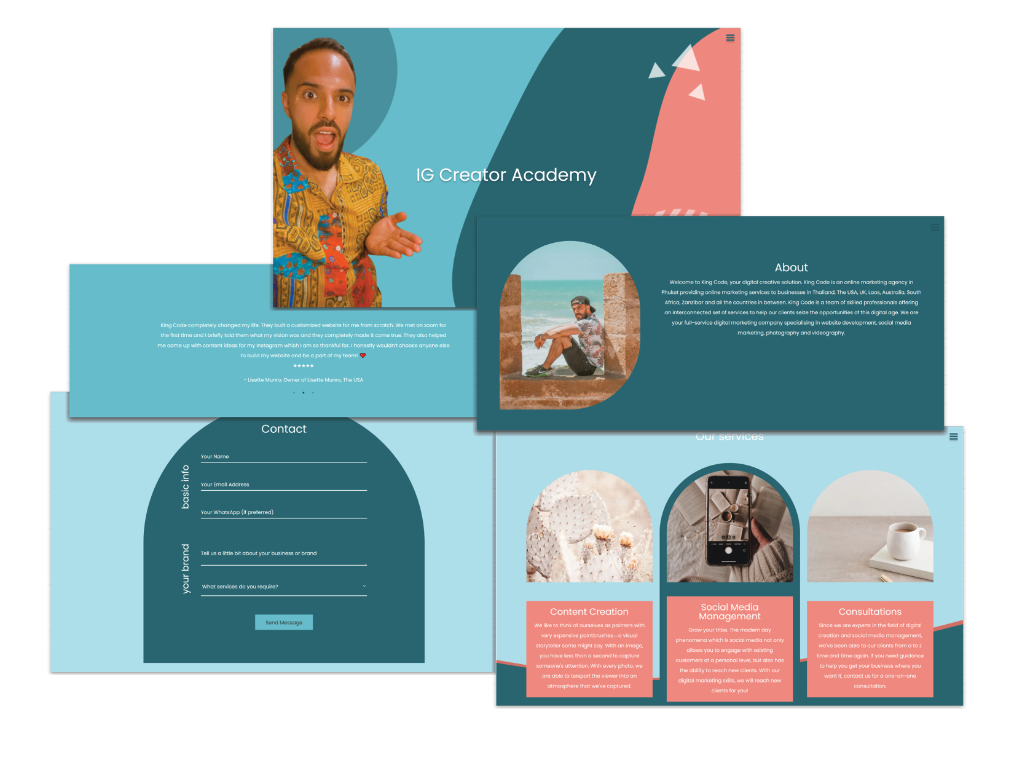 IG Creator Academy
About
Welcome to King Code, your digital creative solution. King Code is an online marketing agency in
Phuket providing online marketing services to businesses in Thailand, The USA, UK, Laos, Australia, South
Africa, Zanzibar and all the countries in between. King Code is a team of skilled professionals offering
an interconnected set of services to help our clients seize the opportunities of this digital age. We are
your full-service digital marketing company specialising in website development, social media
marketing, photography and videography.
King Code completely changed my life. They built a customized website for me from scratch. We met on zoom for
the first time and I briefly told them what my vision was and they completely made it come true. They also helped
me come up with content ideas for my Instagram which I am so thankful for. I honestly wouldn't choose anyone else
to build my website and be a part of my team! ❤️
★★★★★
- Lisette Munro, Owner of Lisette Munro, The USA
Contact
basic info
Your Name
Your Email Address
Your WhatsApp (if preferred)
your brand
Tell us a little bit about your business or brand
What services do you require?
Send Message
Our services
Content Creation
We like to think of ourselves as painters with
very expensive paintbrushes—a visual
storyteller some might say. With an image,
you have less than a second to capture
someone's attention. With every photo, we
are able to teleport the viewer into an
atmosphere that we've captured.
Social Media
Management
Grow your tribe. The modern day
phenomena which is social media not only
allows you to engage with existing
customers at a personal level, but also has
the ability to reach new clients. With our
digital marketing skills, we will reach new
clients for you!
Consultations
Since we are experts in the field of digital
creation and social media management,
we've seen also to our clients from a to z
time and time again. If you need guidance
to help you get your business where you
want it, contact us for a one-on-one
consultation.